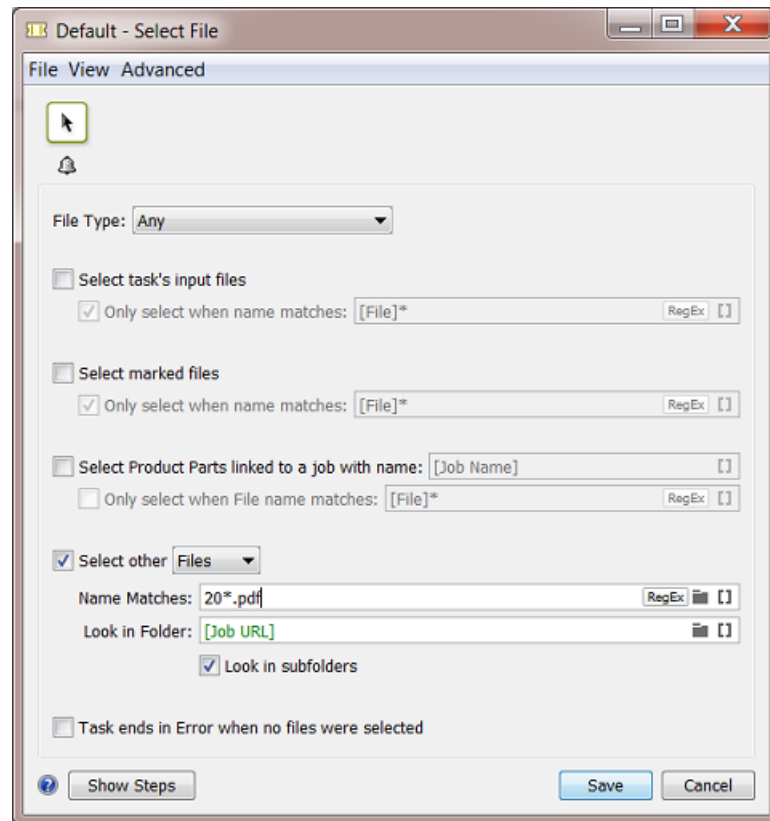 Default - Select File
File View Advanced
File Type: Any
Select task's input files
Only select when name matches: [File]* RegEx []
Select marked files
Only select when name matches: [File]* RegEx []
Select Product Parts linked to a job with name: [Job Name] []
Only select when File name matches: [File]* RegEx []
Select other Files
Name Matches: 20*.pdf RegEx []
Look in Folder: [Job URL] []
Look in subfolders
Task ends in Error when no files were selected
? Show Steps Save Cancel